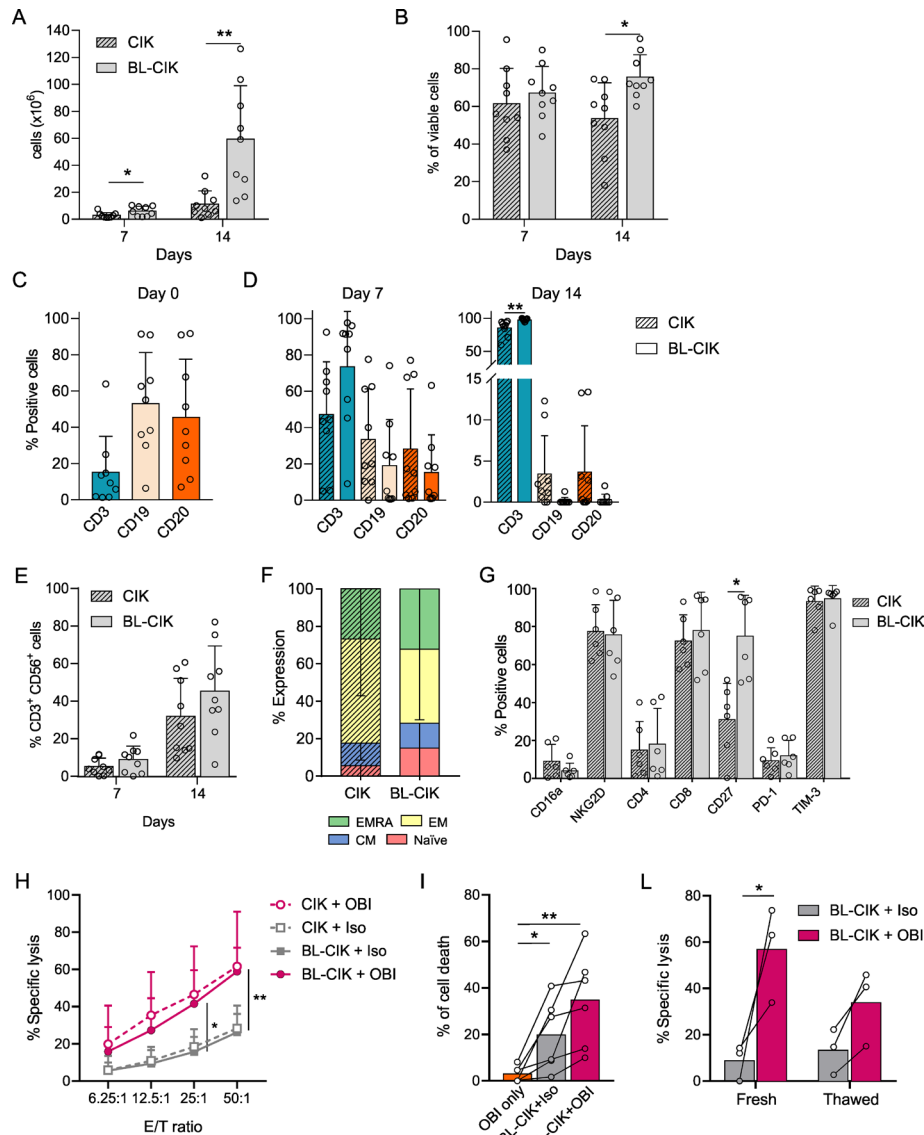 A
CIK
BL-CIK
cells (x10⁶)
140
120
100
80
60
40
20
0
*
**
7
14
Days
B
% of viable cells
100
80
60
40
20
0
*
7
14
Days
CIK
BL-CIK
C
Day 0
% Positive cells
100
80
60
40
20
0
CD3
CD19
CD20
D
Day 7
100
80
60
40
20
0
CD3
CD19
CD20
Day 14
**
100
50
15
10
5
0
CD3
CD19
CD20
E
CIK
BL-CIK
% CD3⁺ CD56⁺ cells
100
80
60
40
20
0
7
14
Days
F
% Expression
100
80
60
40
20
0
CIK
BL-CIK
EMRA
EM
CM
Naïve
G
CIK
BL-CIK
% Positive cells
100
80
60
40
20
0
*
CD16a
NKG2D
CD4
CD8
CD27
PD-1
TIM-3
H
CIK + OBI
CIK + Iso
BL-CIK + Iso
BL-CIK + OBI
% Specific lysis
100
80
60
40
20
0
*
**
6.25:1
12.5:1
25:1
50:1
E/T ratio
I
% of cell death
80
60
40
20
0
*
**
OBI only
BL-CIK+Iso
-CIK+OBI
L
BL-CIK + Iso
BL-CIK + OBI
% Specific lysis
80
60
40
20
0
*
Fresh
Thawed